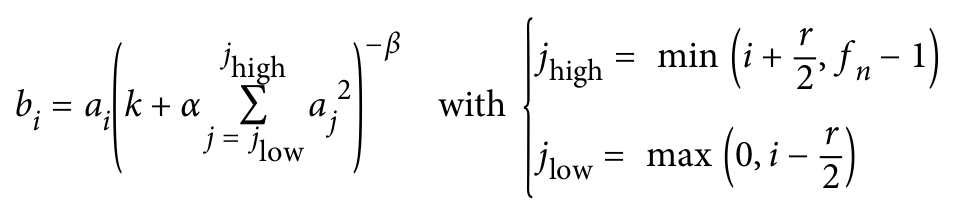 b_i = a_i (k + α ∑_{j = j_low}^{j_high} a_j^2)^{−β} with { j_high = min (i + r/2, f_n − 1)
j_low = max (0, i − r/2)